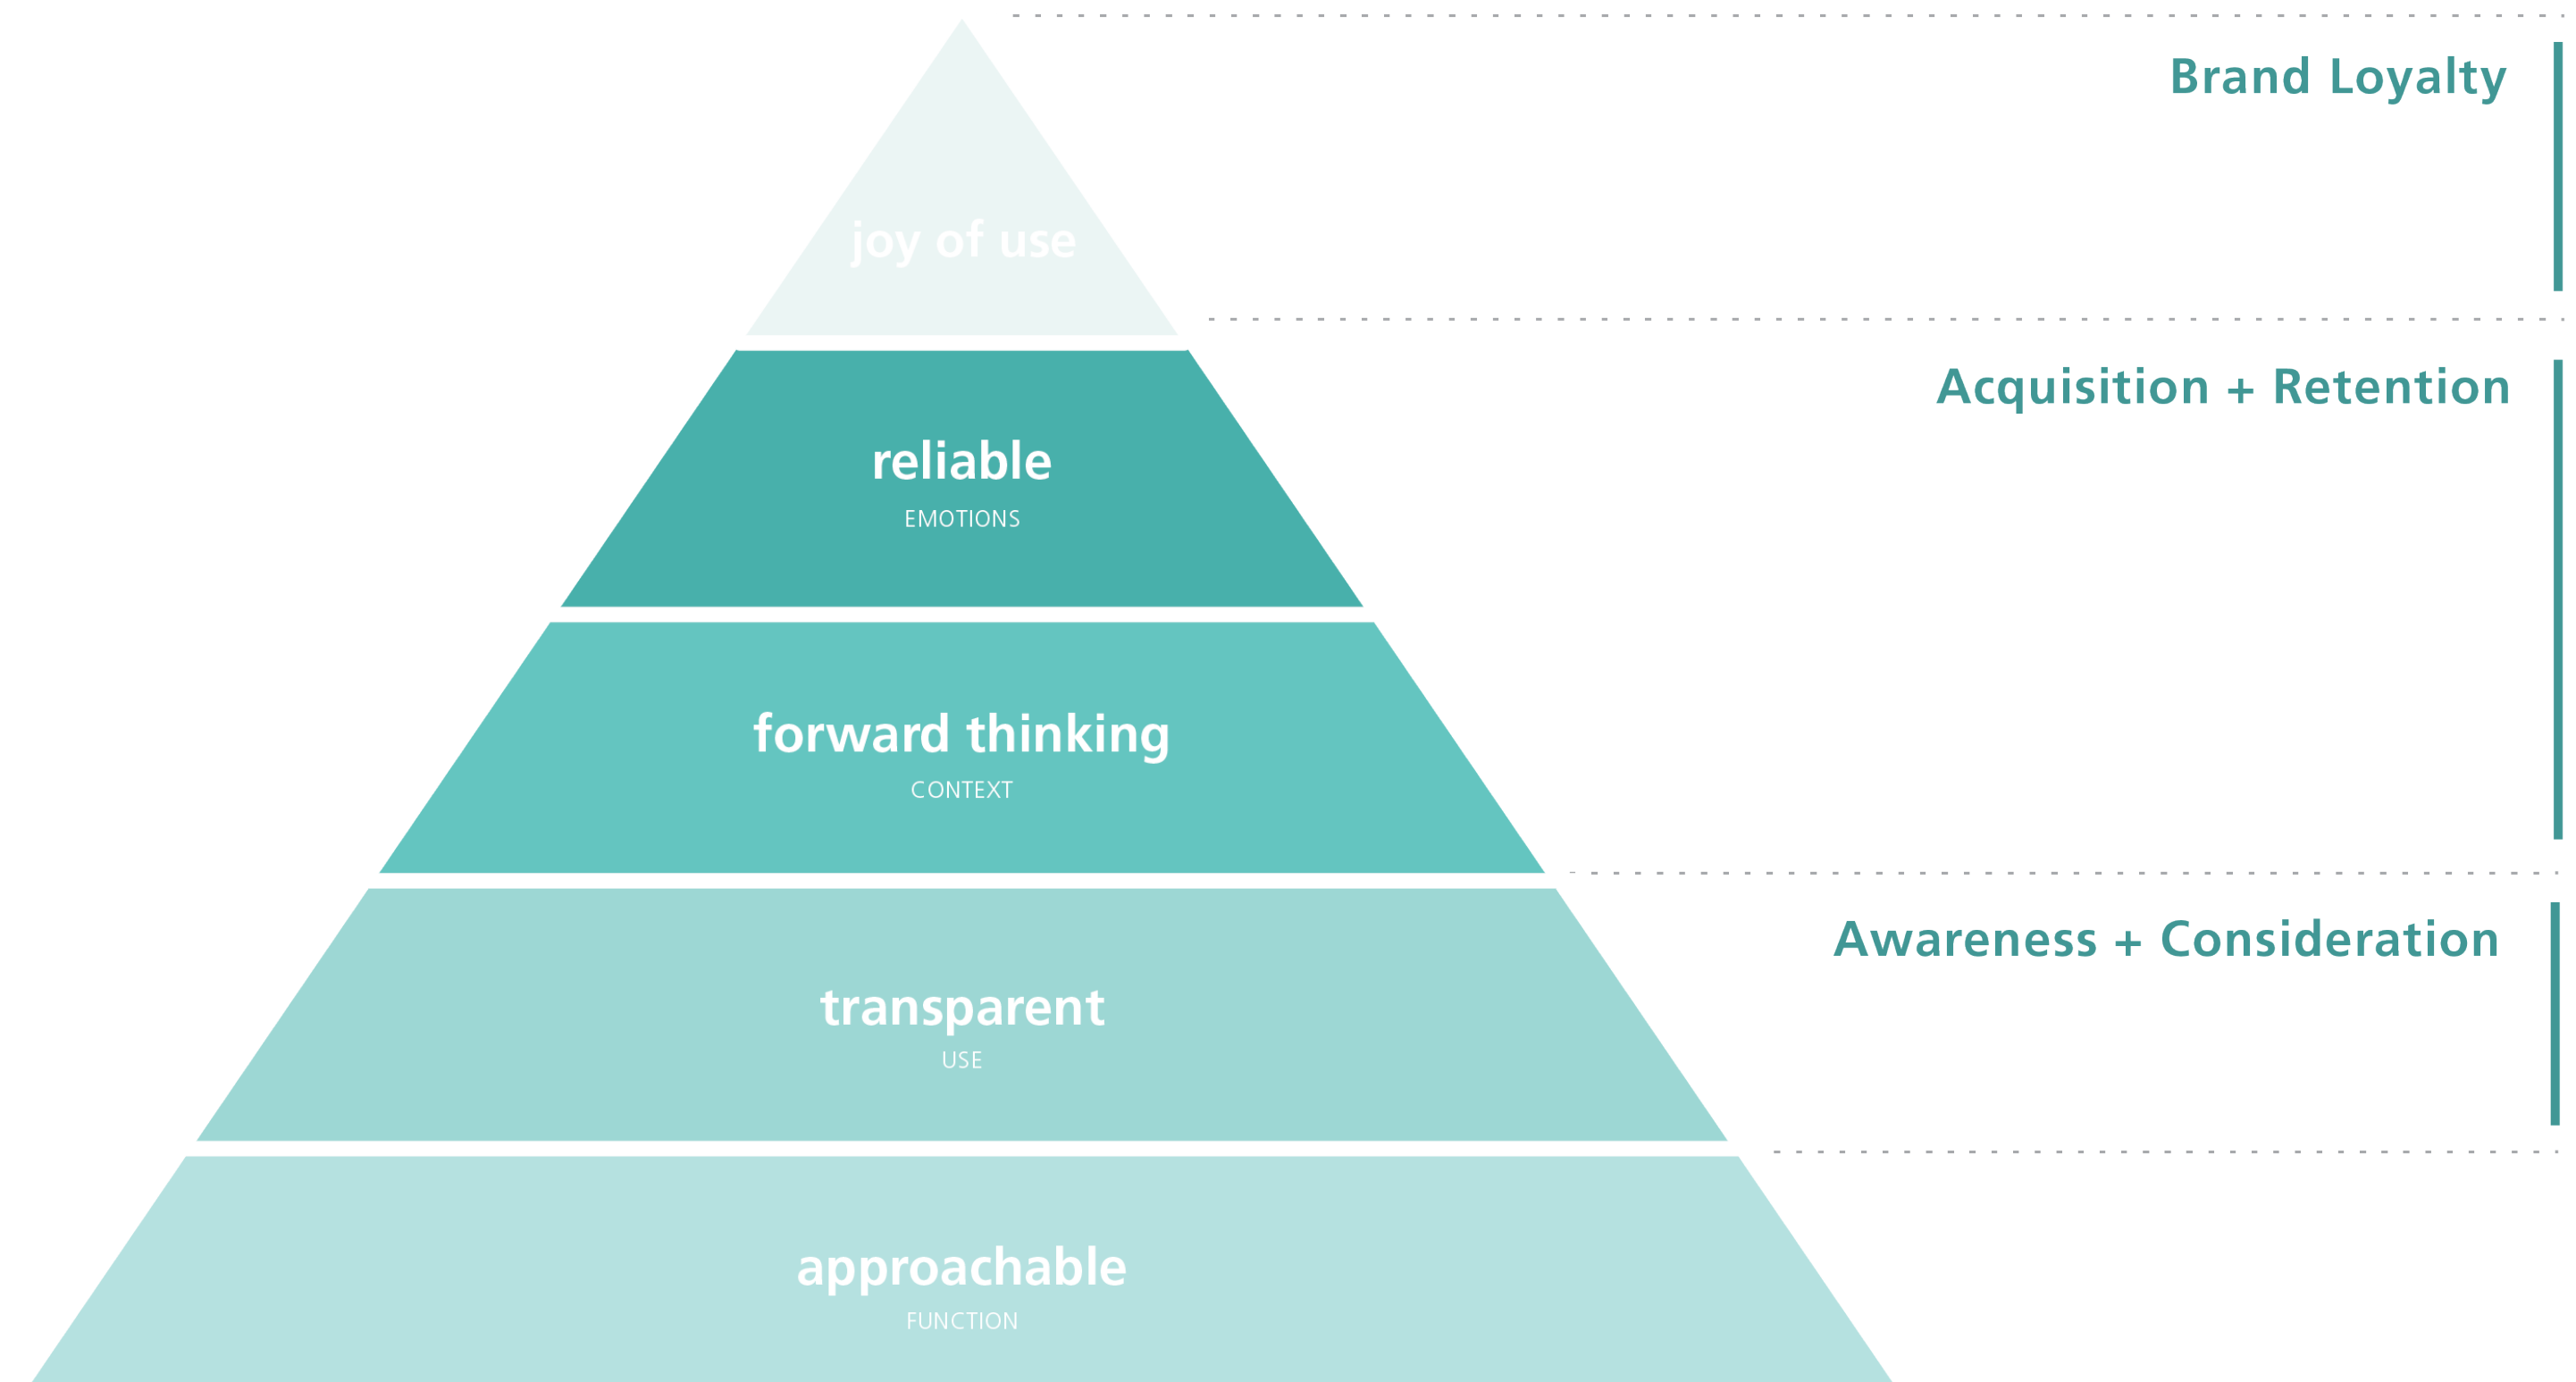 Brand Loyalty
joy of use
Acquisition + Retention
reliable
EMOTIONS
forward thinking
CONTEXT
Awareness + Consideration
transparent
USE
approachable
FUNCTION